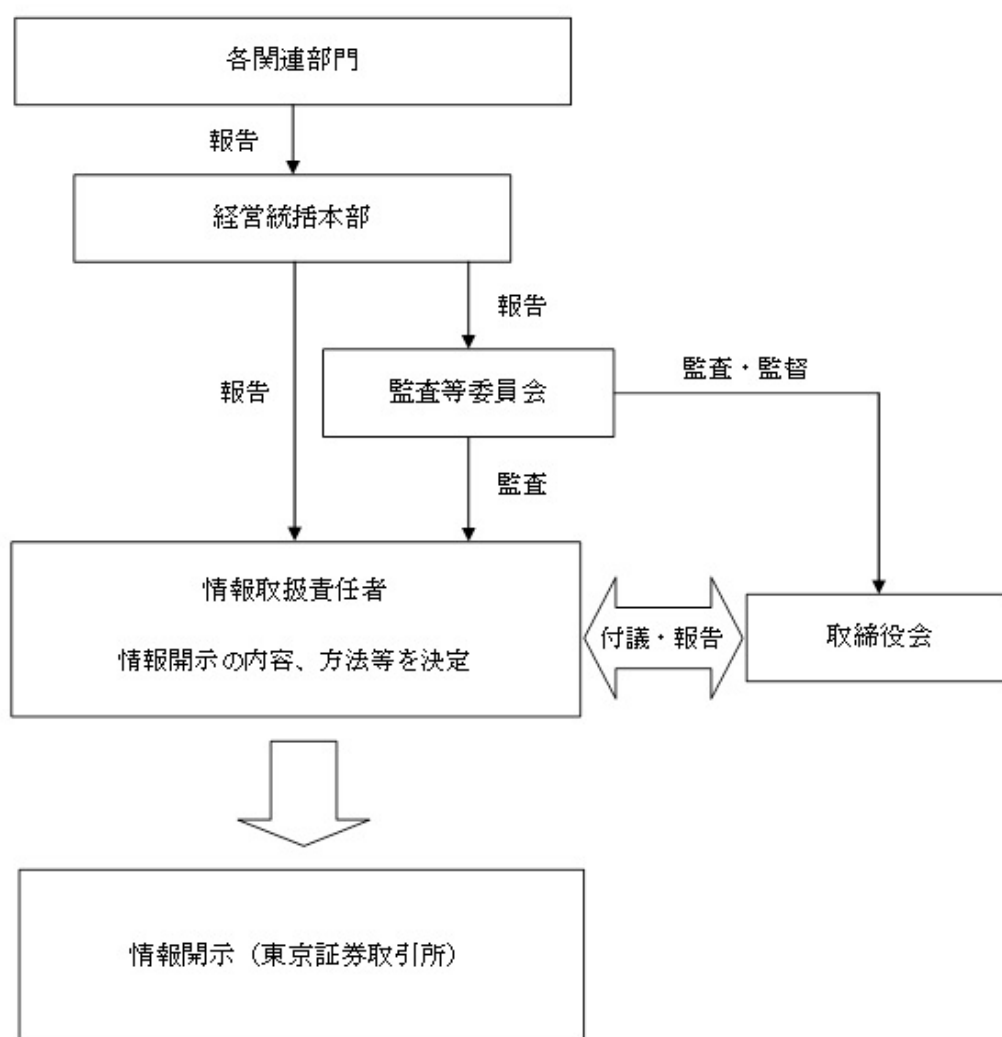 各関連部門
報告
経営統括本部
報告
報告
監査等委員会
監査・監督
監査
情報取扱責任者
情報開示の内容、方法等を決定
付議・報告
取締役会
情報開示（東京証券取引所）